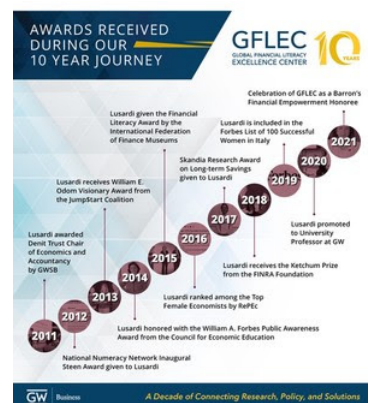 AWARDS RECEIVED
DURING OUR
10 YEAR JOURNEY
GFLEC
GLOBAL FINANCIAL LITERACY
EXCELLENCE CENTER
10
YEARS
Celebration of GFLEC as a Barron's
Financial Empowerment Honoree
Lusardi given the Financial
Literacy Award by the
International Federation
of Finance Museums
Lusardi is included in the
Forbes List of 100 Successful
Women in Italy
Skandia Research Award
on Long-term Savings
given to Lusardi
Lusardi receives William E.
Odom Visionary Award from
the JumpStart Coalition
Lusardi awarded
Denit Trust Chair
of Economics and
Accountancy
by GWSB
2011
2012
2013
2014
2015
2016
2017
2018
2019
2020
2021
Lusardi promoted
to University
Professor at GW
Lusardi receives the Ketchum Prize
from the FINRA Foundation
Lusardi ranked among the Top
Female Economists by RePEc
Lusardi honored with the William A. Forbes Public Awareness
Award from the Council for Economic Education
National Numeracy Network Inaugural
Steen Award given to Lusardi
GW
Business
A Decade of Connecting Research, Policy, and Solutions